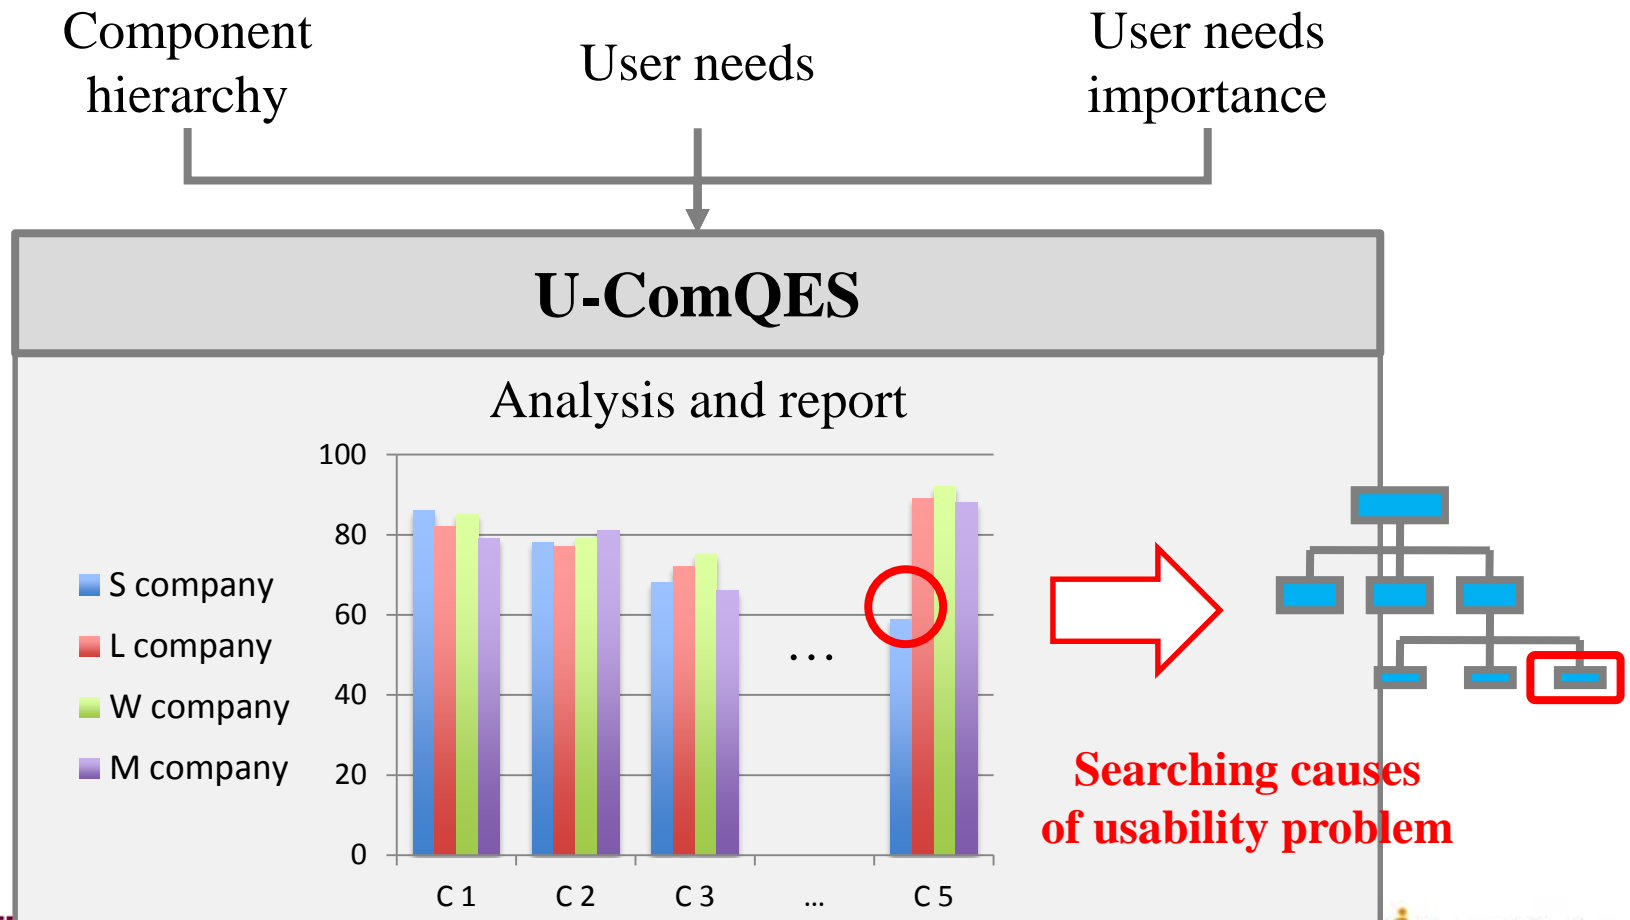 Component
hierarchy
User needs
User needs
importance
U-ComQES
Analysis and report
100
80
60
40
20
0
S company
L company
W company
M company
...
C 1
C 2
C 3
...
C 5
Searching causes
of usability problem